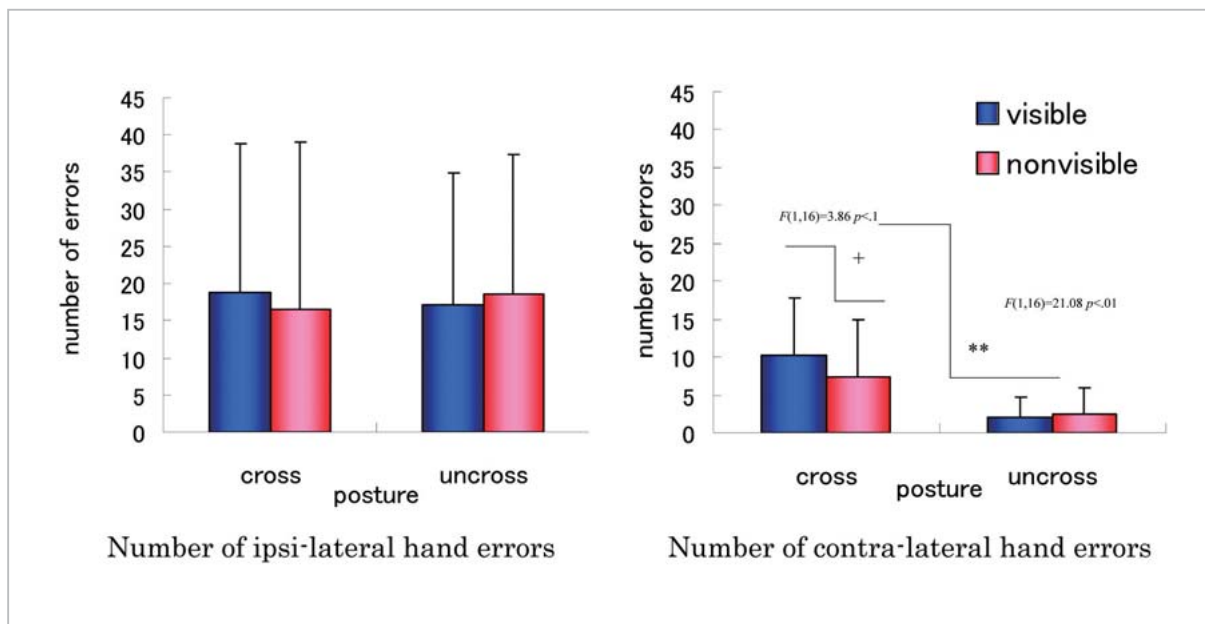 45
40
35
30
25
20
15
10
5
0
number of errors
cross
uncross
posture
Number of ipsi-lateral hand errors
45
40
35
30
25
20
15
10
5
0
number of errors
visible
nonvisible
F(1,16)=3.86 p<.1
+
F(1,16)=21.08 p<.01
**
cross
uncross
posture
Number of contra-lateral hand errors